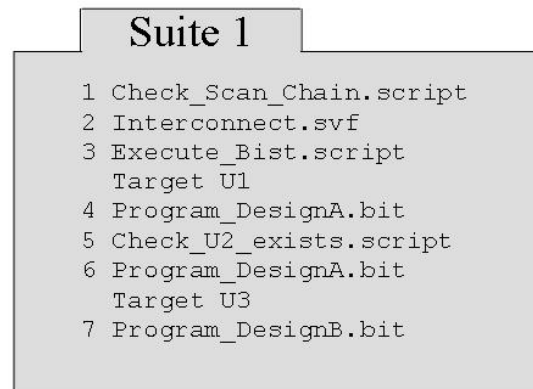 Suite 1
1 Check_Scan_Chain.script
2 Interconnect.svf
3 Execute_Bist.script
Target U1
4 Program_DesignA.bit
5 Check_U2_exists.script
6 Program_DesignA.bit
Target U3
7 Program_DesignB.bit